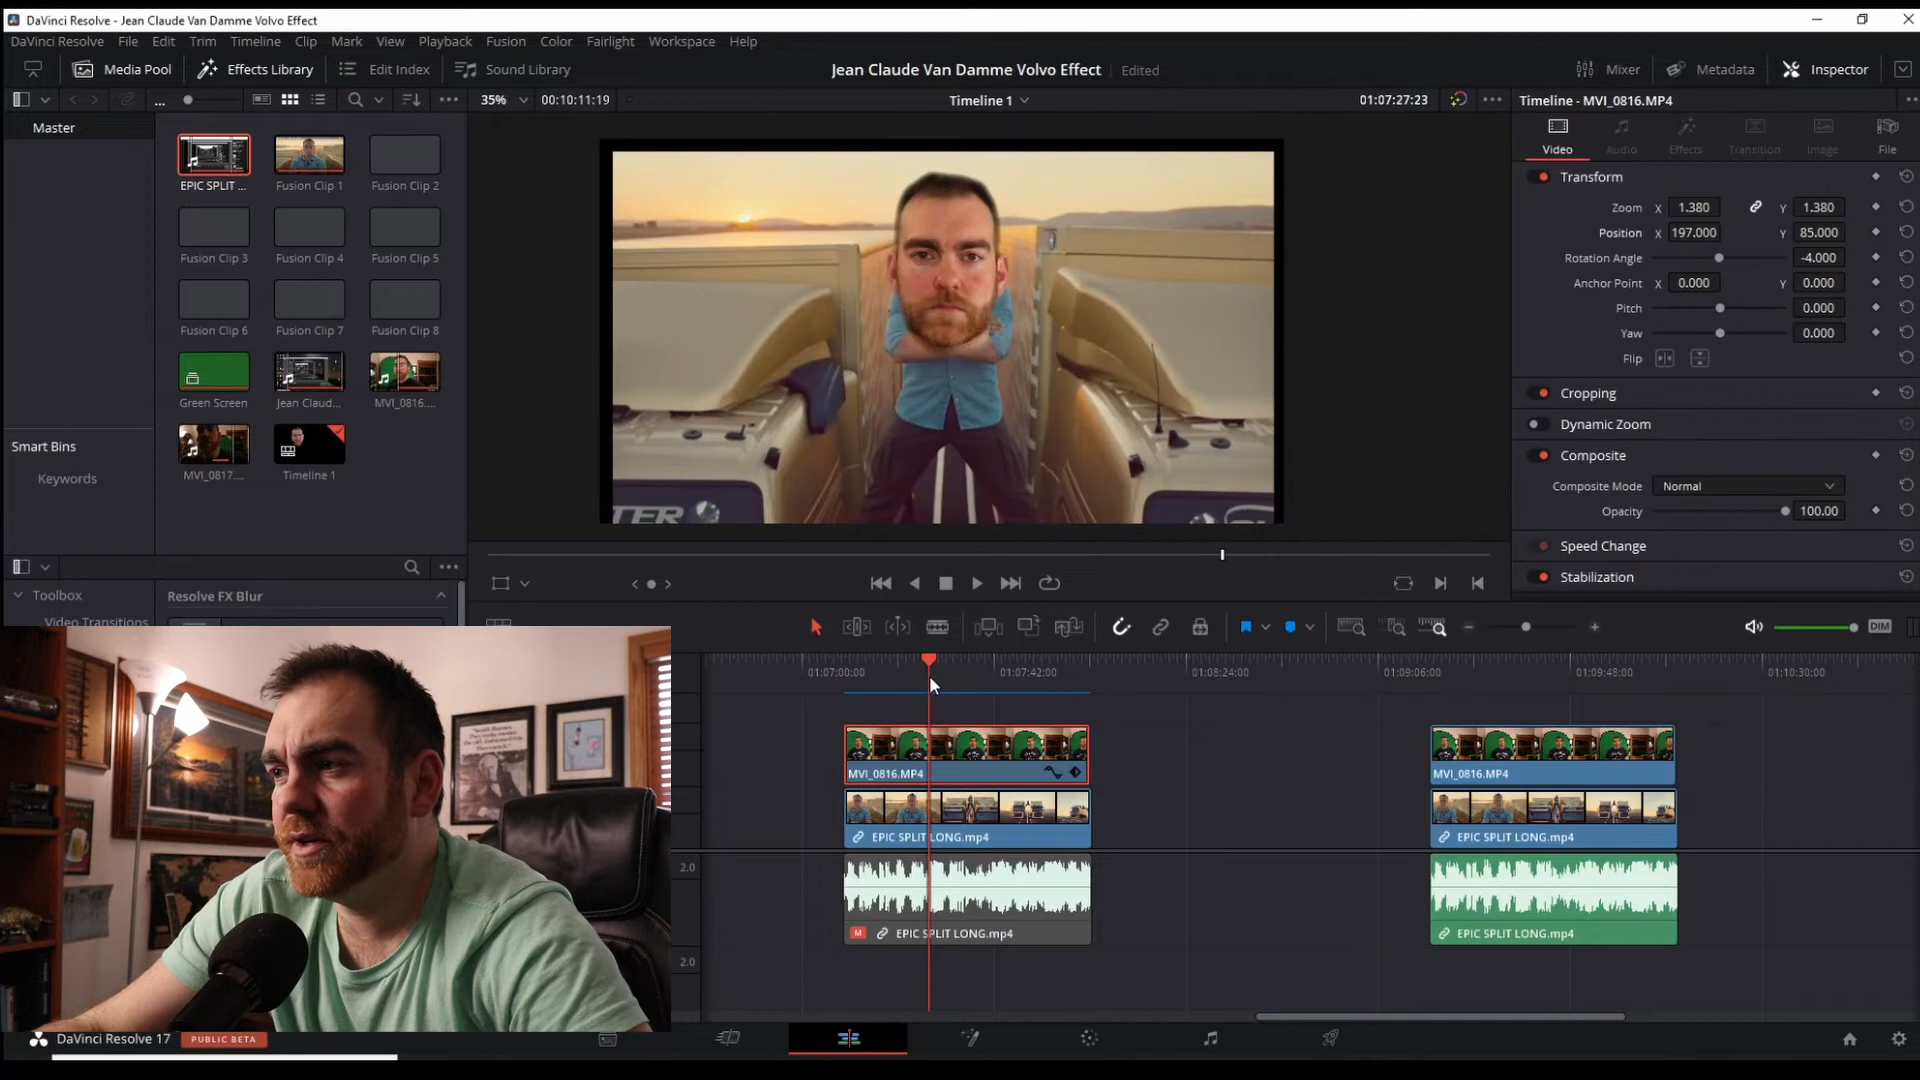 DaVinci Resolve - Jean Claude Van Damme Volvo Effect
DaVinci Resolve File Edit Trim Timeline Clip Mark View Playback Fusion Color Fairlight Workspace Help
Media Pool Effects Library Edit Index Sound Library
Jean Claude Van Damme Volvo Effect Edited
Mixer Metadata Inspector
35% 00:10:11:19 Timeline 1 01:07:27:23
Timeline - MVI_0816.MP4
Master
EPIC SPLIT ... Fusion Clip 1 Fusion Clip 2
Fusion Clip 3 Fusion Clip 4 Fusion Clip 5
Fusion Clip 6 Fusion Clip 7 Fusion Clip 8
Green Screen Jean Claud... MVI_0816....
MVI_0817.... Timeline 1
Smart Bins
Keywords
Toolbox
Video Transitions
Resolve FX Blur
Video Audio Effects Transition Image File
Transform
Zoom X 1.380 Y 1.380
Position X 197.000 Y 85.000
Rotation Angle -4.000
Anchor Point X 0.000 Y 0.000
Pitch 0.000
Yaw 0.000
Flip
Cropping
Dynamic Zoom
Composite
Composite Mode Normal
Opacity 100.00
Speed Change
Stabilization
DIM
01:07:00:00 01:07:42:00 01:08:24:00 01:09:06:00 01:09:48:00 01:10:30:00
MVI_0816.MP4 MVI_0816.MP4
EPIC SPLIT LONG.mp4 EPIC SPLIT LONG.mp4
2.0
M EPIC SPLIT LONG.mp4 EPIC SPLIT LONG.mp4
2.0
DaVinci Resolve 17 PUBLIC BETA